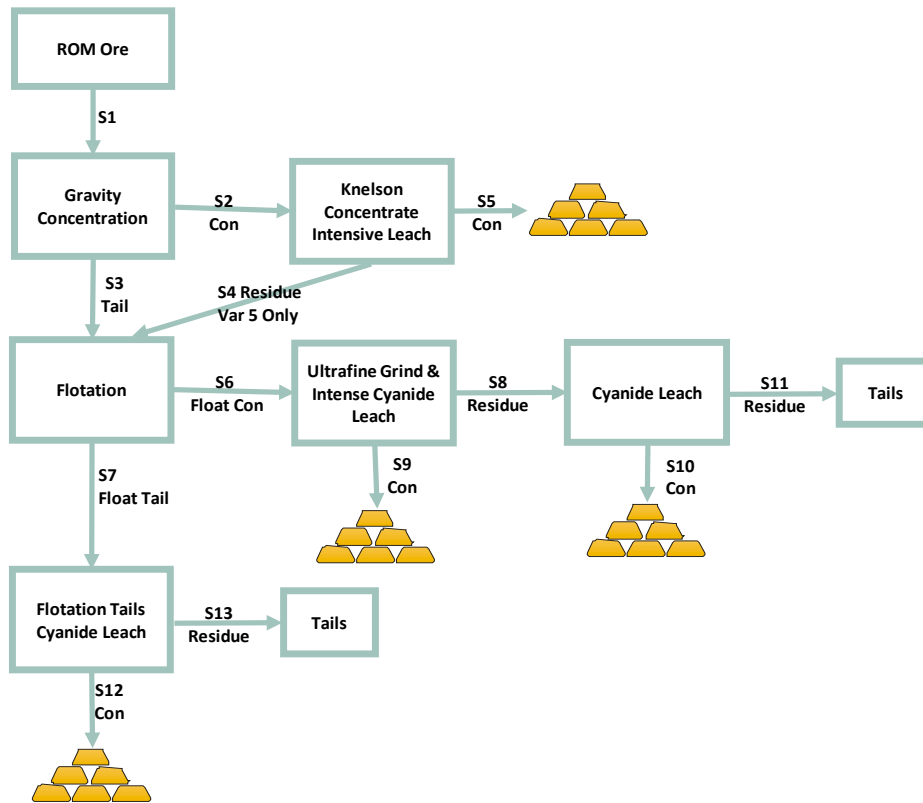 ROM Ore
S1
Gravity
Concentration
S2
Con
Knelson
Concentrate
Intensive Leach
S5
Con
S3
Tail
S4 Residue
Var 5 Only
Flotation
S6
Float Con
Ultrafine Grind &
Intense Cyanide
Leach
S8
Residue
Cyanide Leach
S11
Residue
Tails
S7
Float Tail
S9
Con
S10
Con
Flotation Tails
Cyanide Leach
S13
Residue
Tails
S12
Con